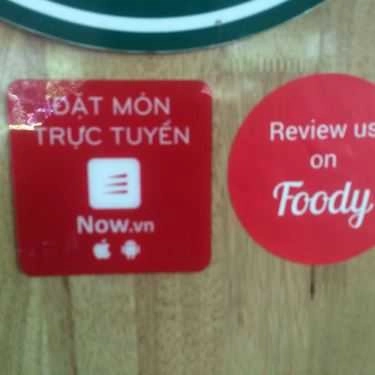 ĐẶT MÓN
TRỰC TUYẾN
Now.vn
Review us
on
Foody